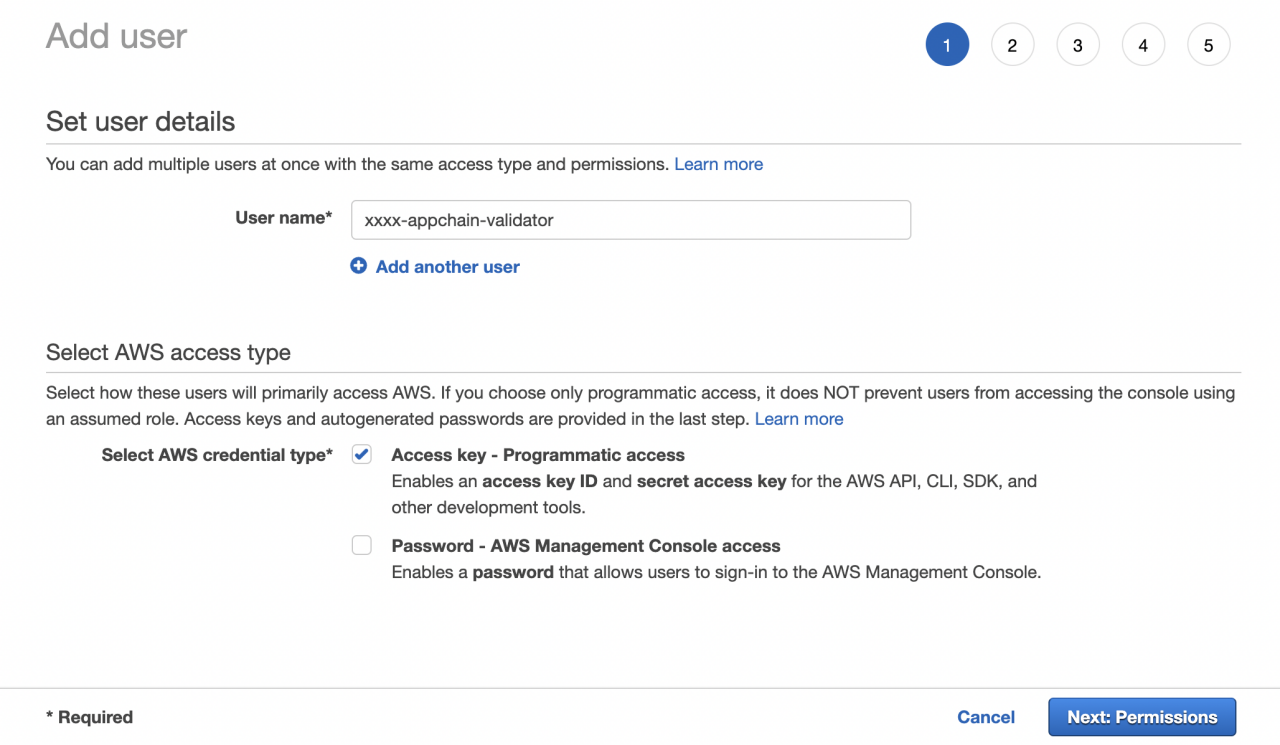 Add user
1 2 3 4 5
Set user details
You can add multiple users at once with the same access type and permissions. Learn more
User name* xxxx-appchain-validator
Add another user
Select AWS access type
Select how these users will primarily access AWS. If you choose only programmatic access, it does NOT prevent users from accessing the console using
an assumed role. Access keys and autogenerated passwords are provided in the last step. Learn more
Select AWS credential type* Access key - Programmatic access
Enables an access key ID and secret access key for the AWS API, CLI, SDK, and
other development tools.
Password - AWS Management Console access
Enables a password that allows users to sign-in to the AWS Management Console.
* Required Cancel Next: Permissions